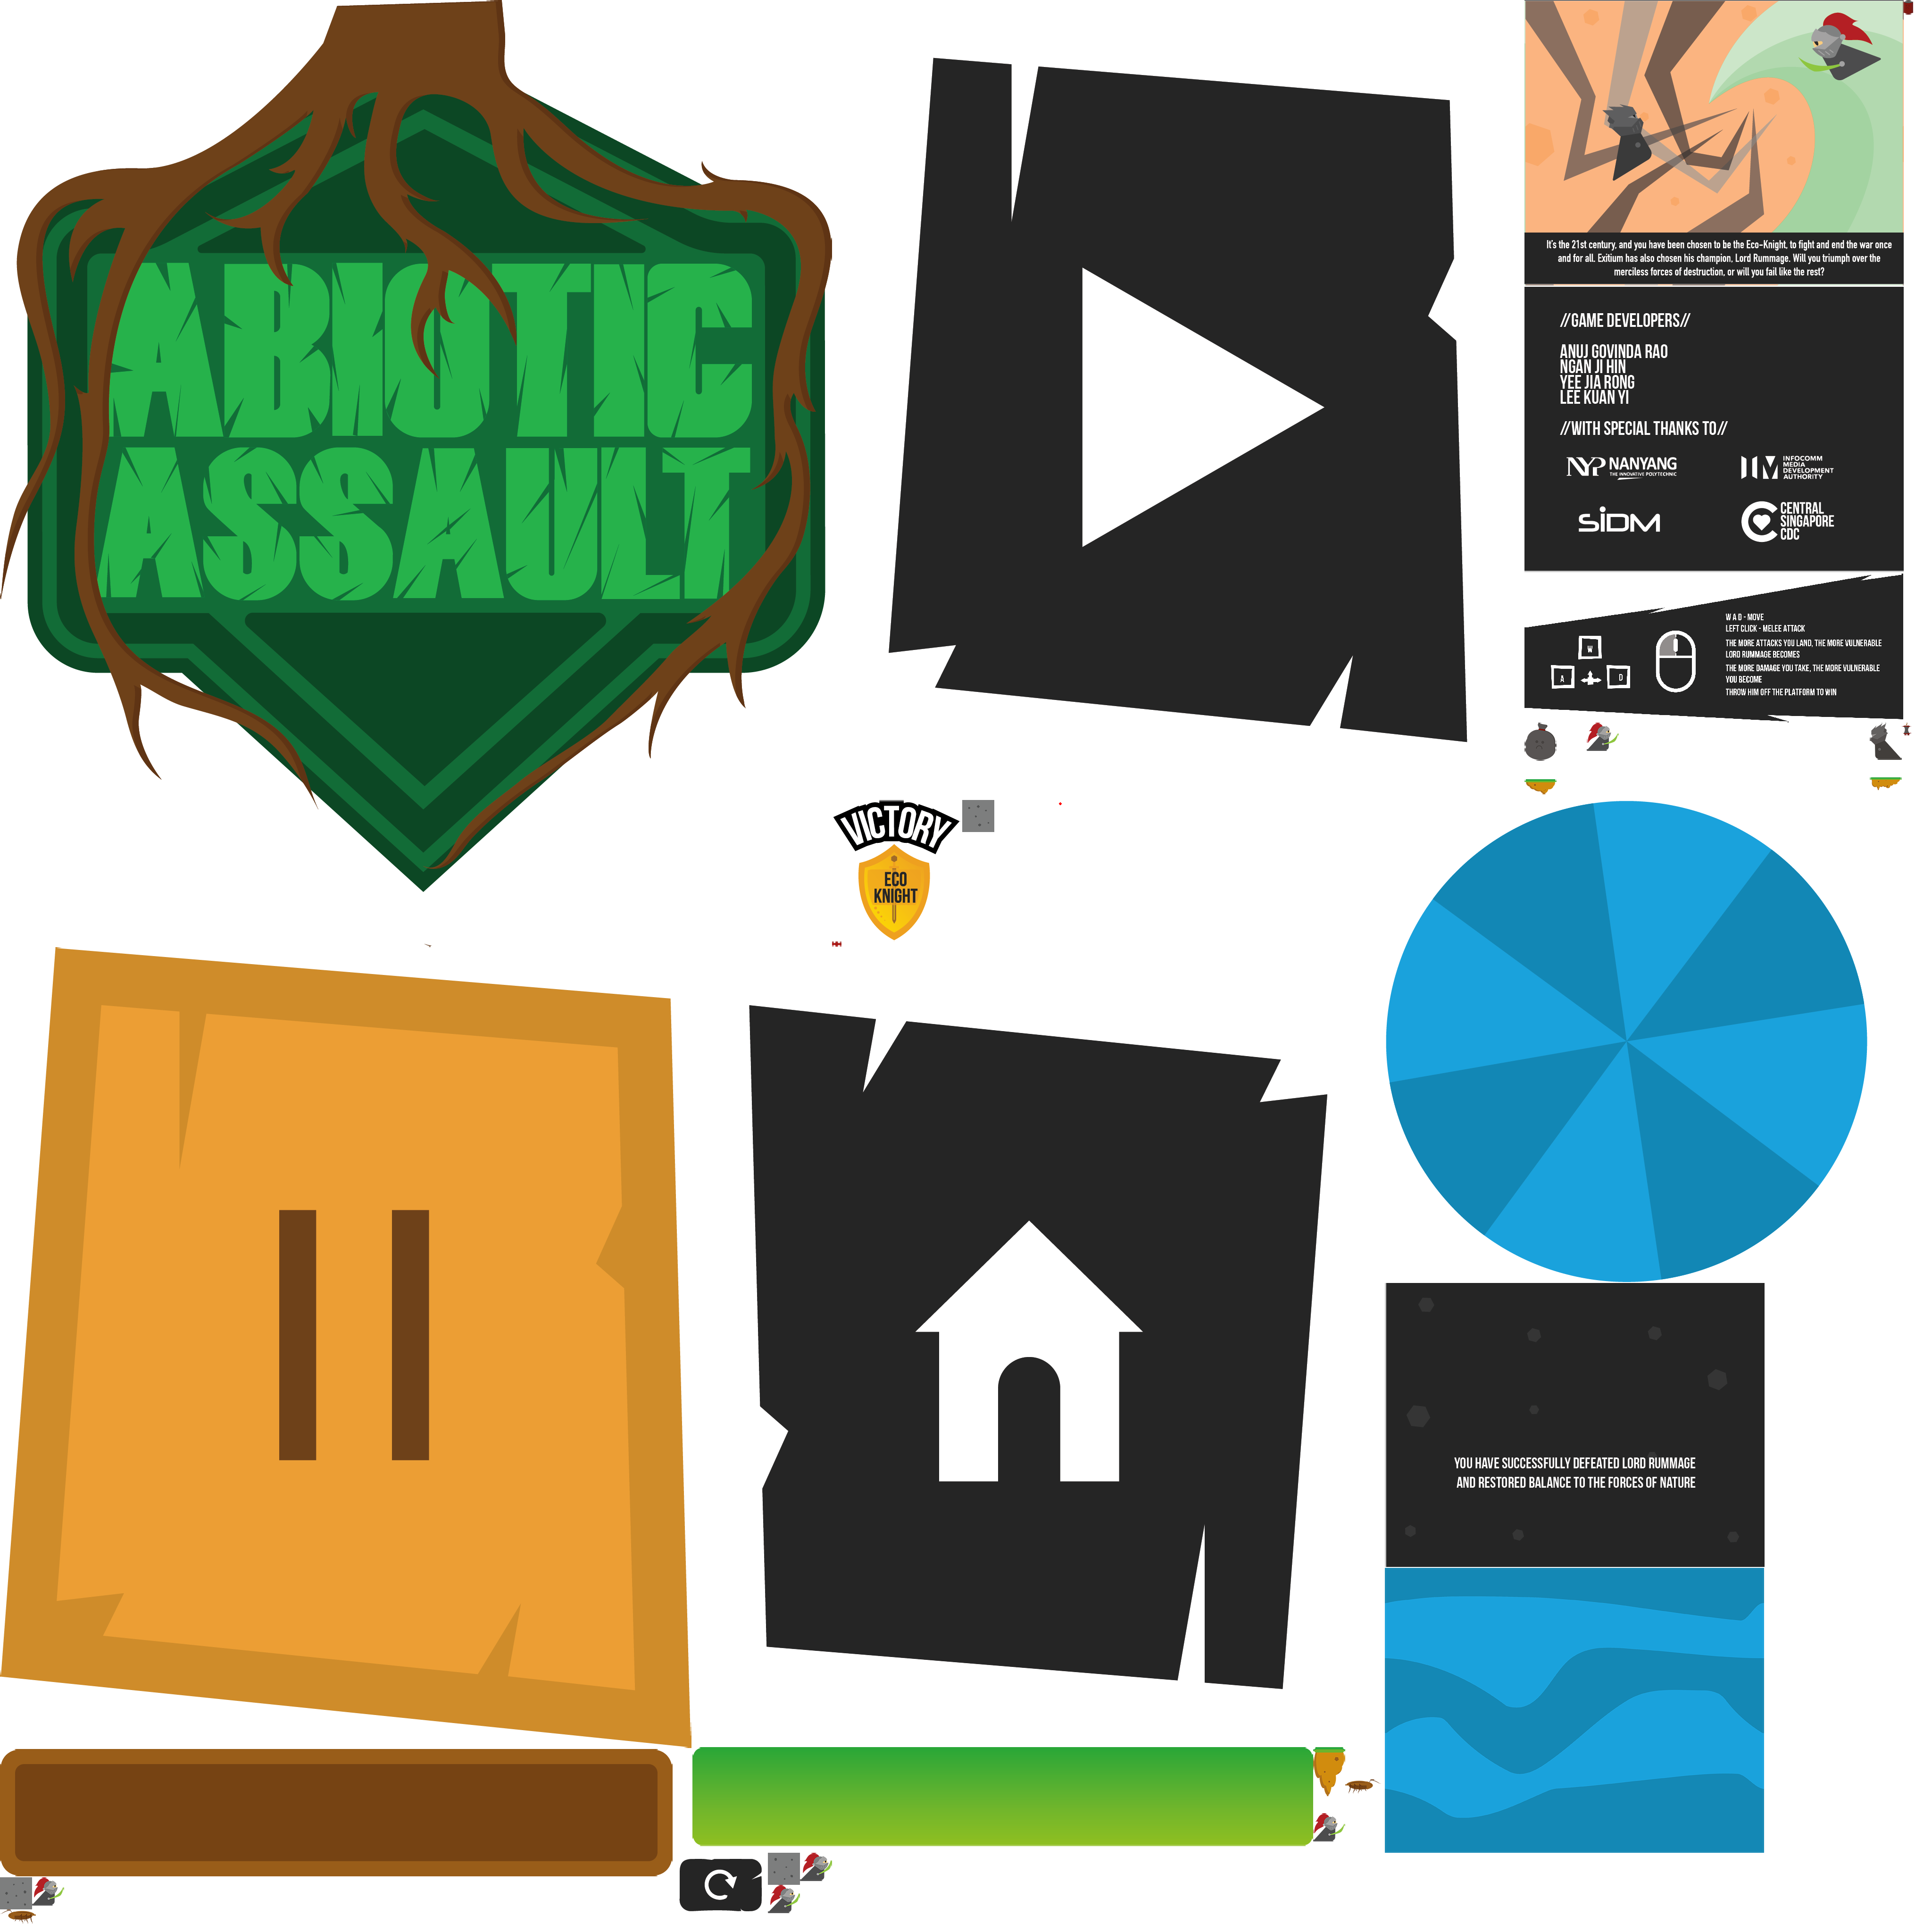 ABIOTIC
ASSAULT
It's the 21st century, and you have been chosen to be the Eco-Knight, to fight and end the war once
and for all. Exitium has also chosen his champion, Lord Rummage. Will you triumph over the
merciless forces of destruction, or will you fail like the rest?
//GAME DEVELOPERS//
ANUJ GOVINDA RAO
NGAN JI HIN
YEE JIA RONG
LEE KUAN YI
//WITH SPECIAL THANKS TO//
NYP NANYANG
THE INNOVATIVE POLYTECHNIC
IM INFOCOMM
MEDIA
DEVELOPMENT
AUTHORITY
SiDM
CENTRAL
SINGAPORE
CDC
W
A
D
W A D - MOVE
LEFT CLICK - MELEE ATTACK
THE MORE ATTACKS YOU LAND, THE MORE VULNERABLE
LORD RUMMAGE BECOMES
THE MORE DAMAGE YOU TAKE, THE MORE VULNERABLE
YOU BECOME
THROW HIM OFF THE PLATFORM TO WIN
VICTORY
ECO
KNIGHT
YOU HAVE SUCCESSFULLY DEFEATED LORD RUMMAGE
AND RESTORED BALANCE TO THE FORCES OF NATURE